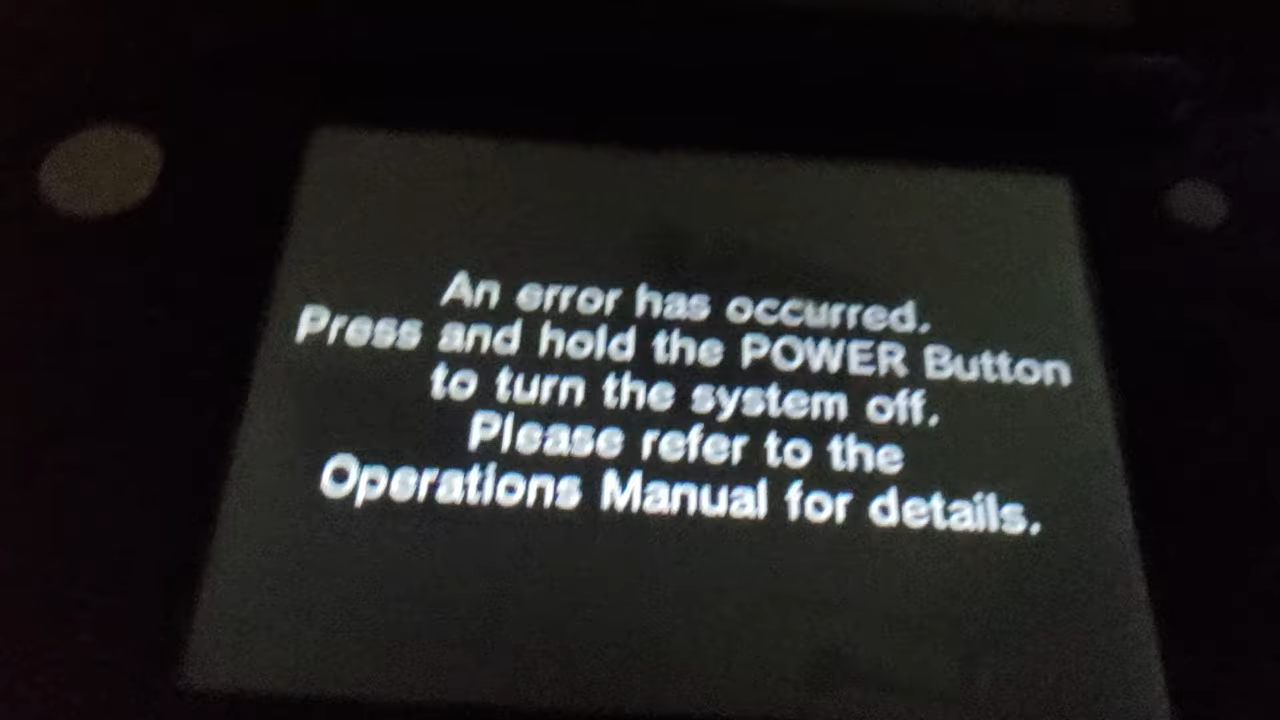 An error has occurred.
Press and hold the POWER Button
to turn the system off.
Please refer to the
Operations Manual for details.